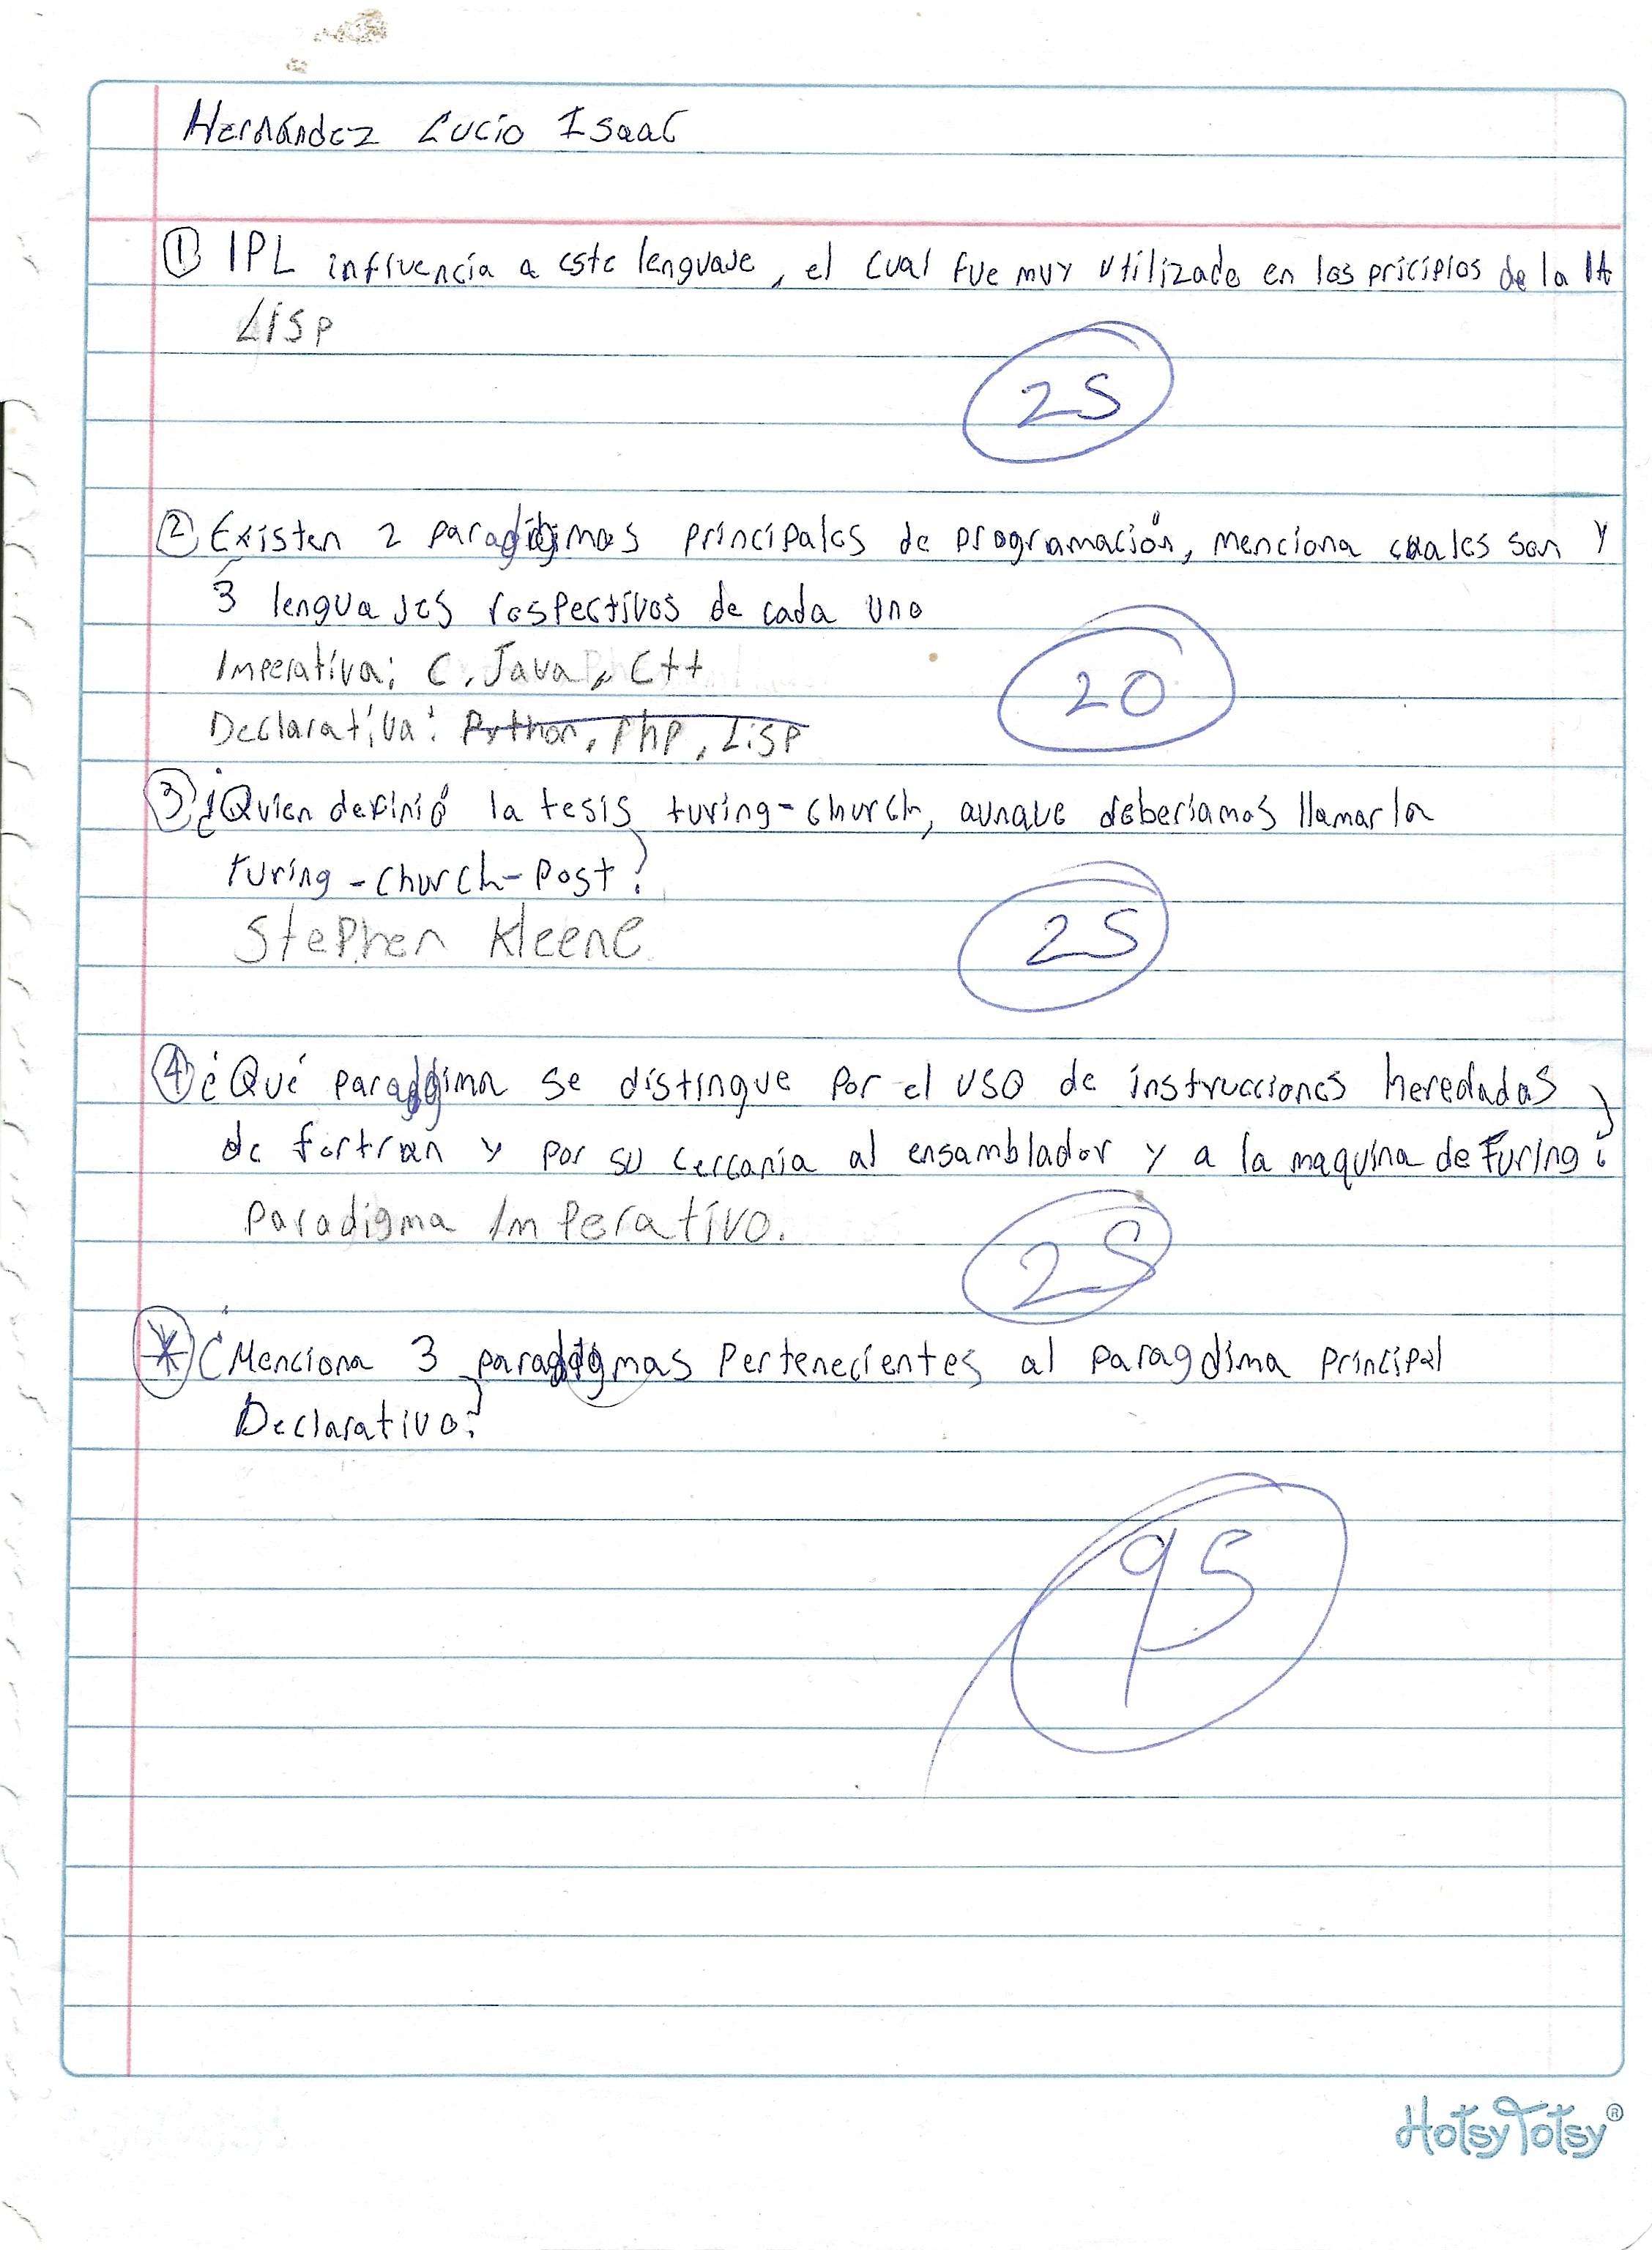 Hernández Lucio Isaac
① IPL influencia a este lenguaje, el cual fue muy utilizado en los pricipios de la IA
Lisp
25
② Existen 2 paradigmas principales de programación, menciona cuales son y
3 lenguajes respectivos de cada uno
Imperativa: C, Java, C++
20
Declarativa: Python, PhP, Lisp
③ ¿Quien definió la tesis turing-church, aunque deberiamos llamarla
turing-church-Post?
Stephen Kleene
25
④ ¿Qué paradigma se distingue por el uso de instrucciones heredadas
de fortran y por su cercania al ensamblador y a la maquina de turing?
Paradigma Imperativo.
25
* ¿Menciona 3 paradigmas Pertenecientes al paragdima principal
Declarativo?
95
HotsyTotsy®